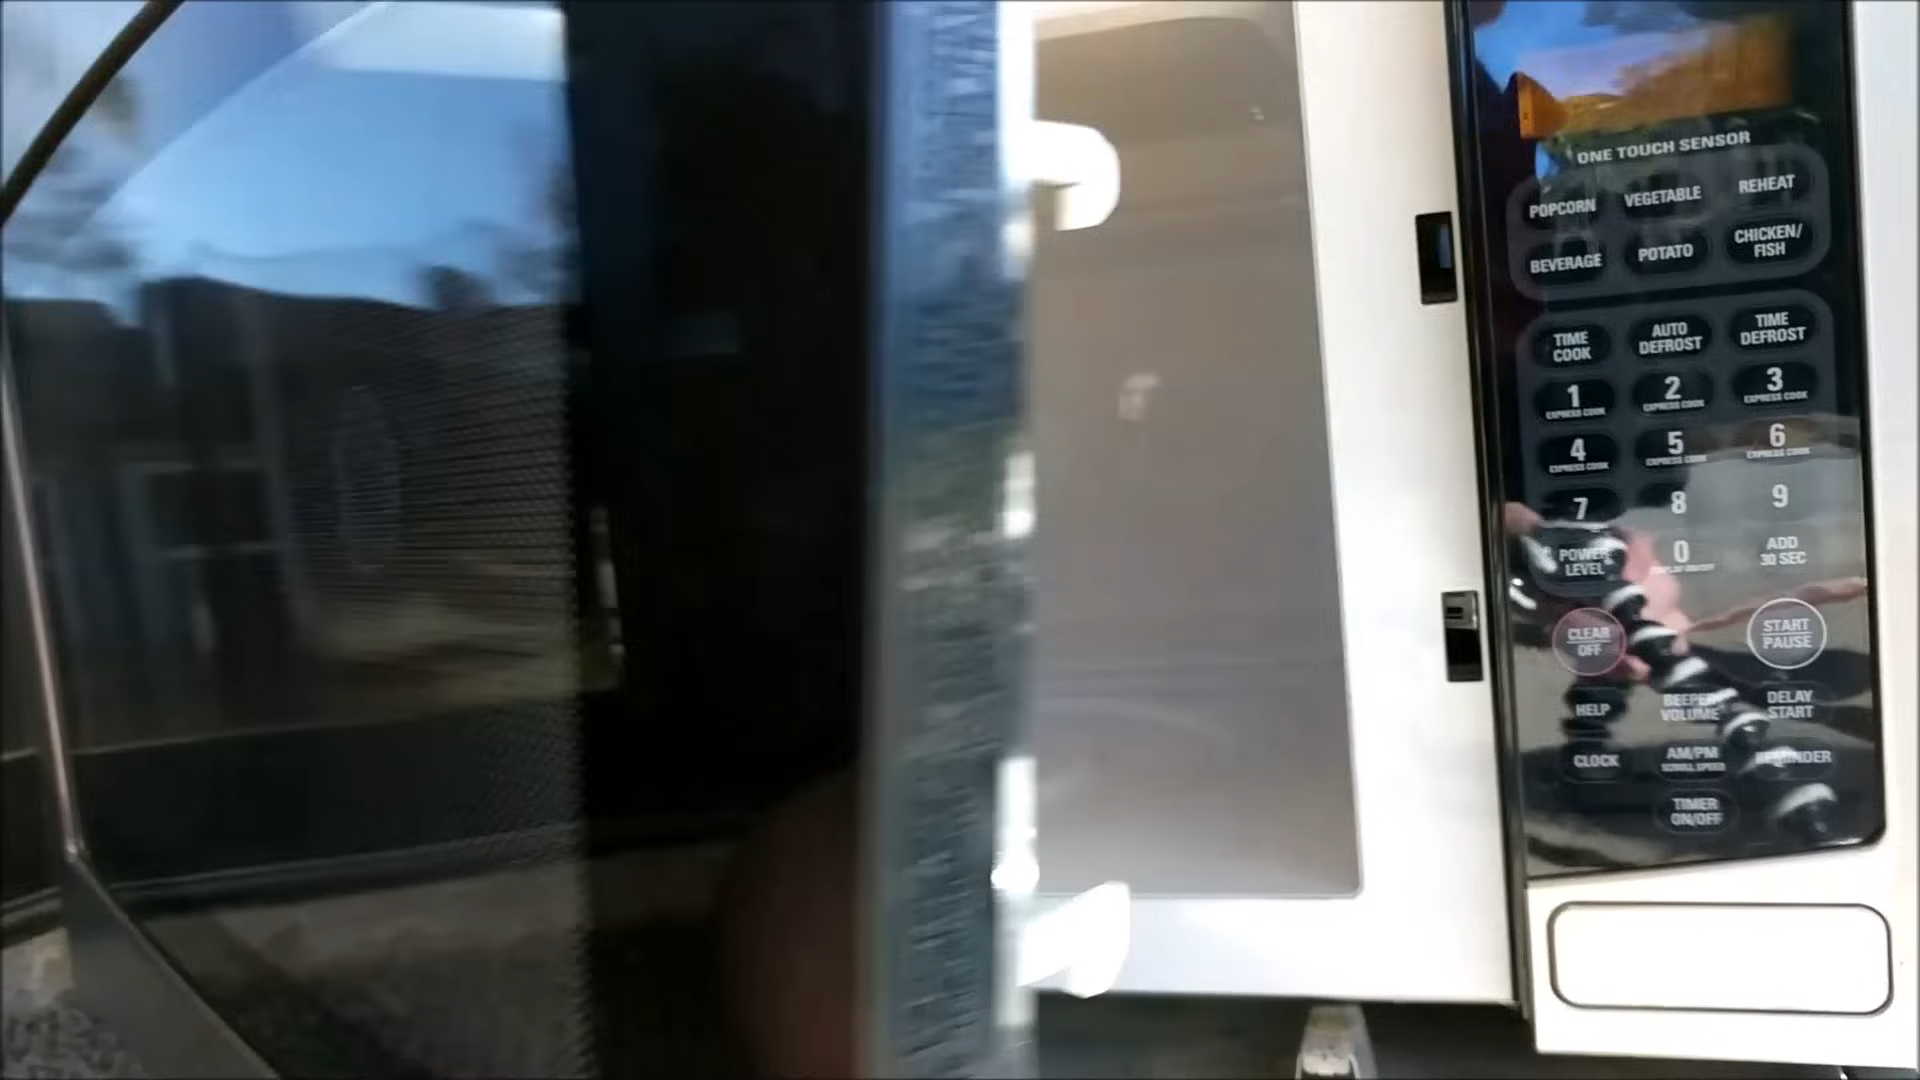 ONE TOUCH SENSOR
POPCORN VEGETABLE REHEAT
BEVERAGE POTATO CHICKEN/
FISH
TIME
COOK
AUTO
DEFROST
TIME
DEFROST
1
EXPRESS COOK
2
EXPRESS COOK
3
EXPRESS COOK
4
EXPRESS COOK
5
EXPRESS COOK
6
EXPRESS COOK
7 8 9
POWER
LEVEL
0
ADD
30 SEC
CLEAR
OFF
START
PAUSE
HELP
BEEPER
VOLUME
DELAY
START
CLOCK
AM/PM
SCROLL SPEED
REMINDER
TIMER
ON/OFF